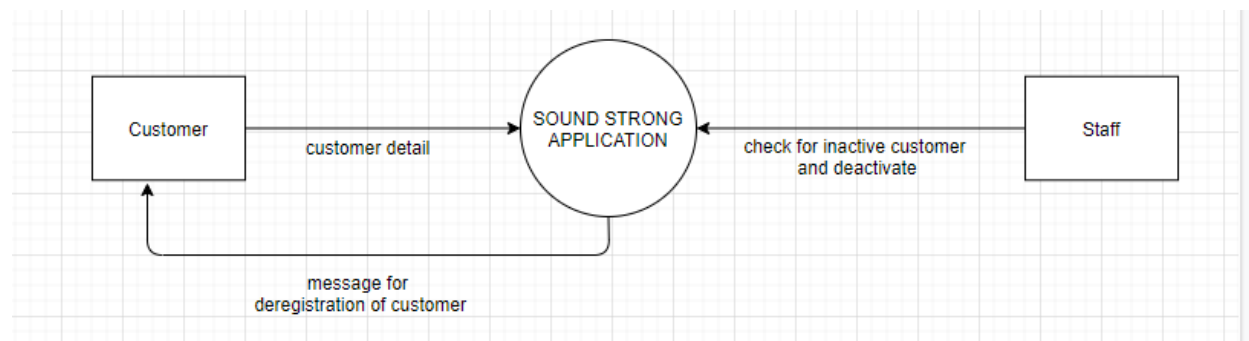 Customer
customer detail
SOUND STRONG
APPLICATION
check for inactive customer
and deactivate
Staff
message for
deregistration of customer